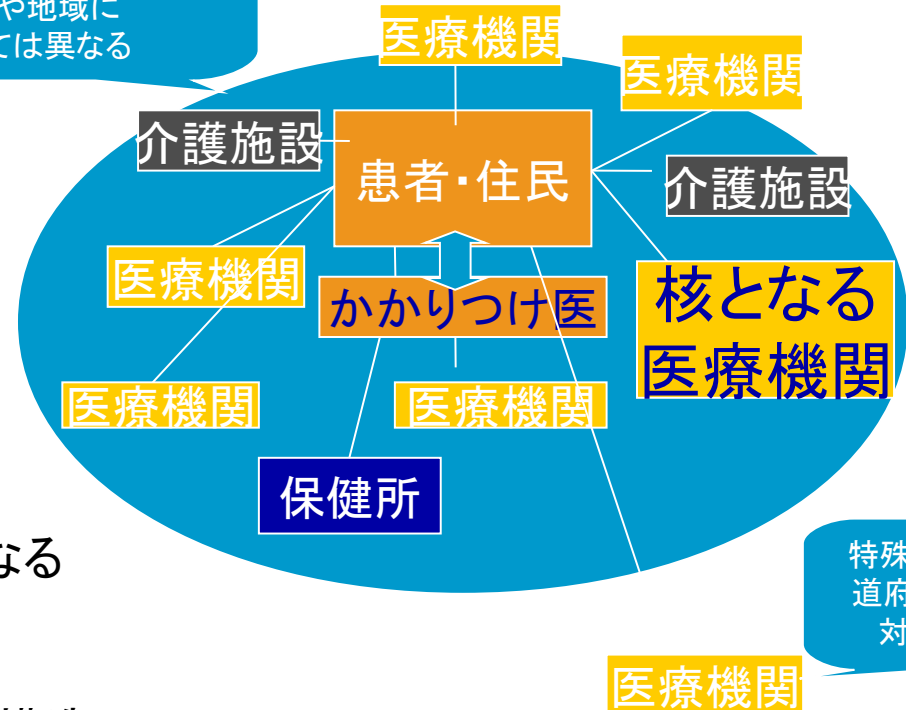 や地域に
ては異なる
医療機関
医療機関
介護施設
患者・住民
介護施設
医療機関
かかりつけ医
核となる
医療機関
医療機関
医療機関
保健所
なる
特殊
道府
対
医療機関